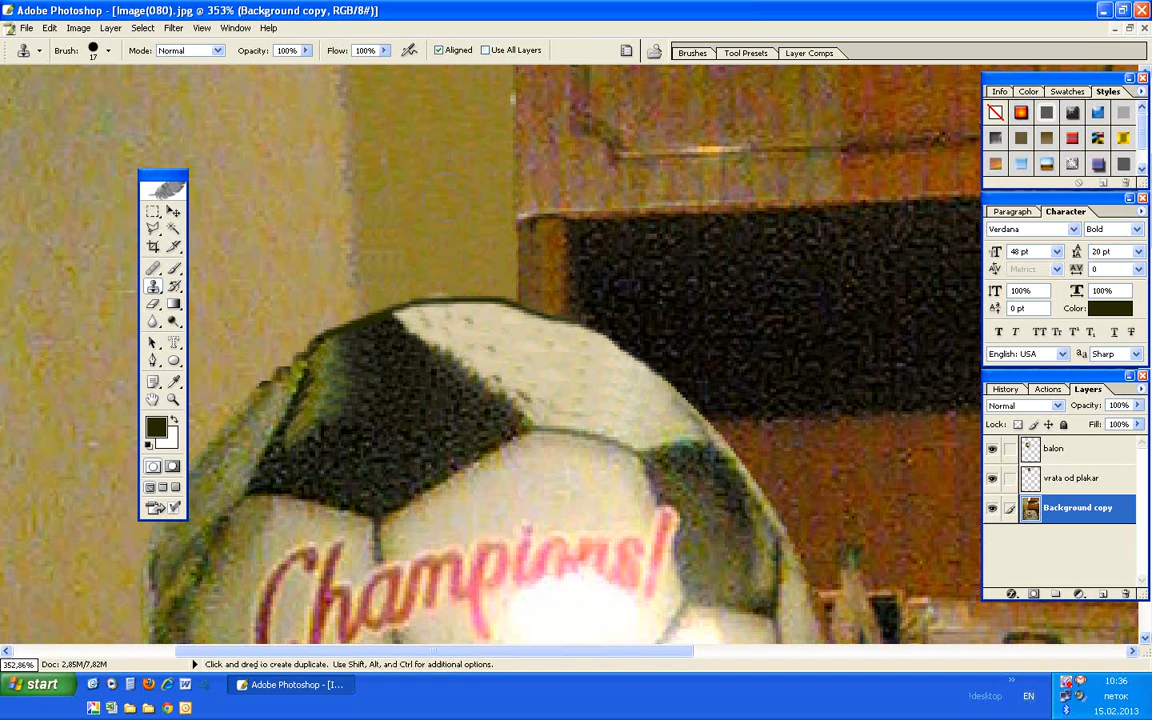 Adobe Photoshop - [Image(080).jpg @ 353% (Background copy, RGB/8#)]
File Edit Image Layer Select Filter View Window Help
Brush: 17 Mode: Normal Opacity: 100% Flow: 100% Aligned Use All Layers Brushes Tool Presets Layer Comps
Info Color Swatches Styles
Paragraph Character
Verdana Bold
48 pt 20 pt
Metrics 0
100% 100%
0 pt Color:
English: USA Sharp
History Actions Layers
Normal Opacity: 100%
Lock: Fill: 100%
balon
vrata od plakar
Background copy
Champions!
352,86% Doc: 2,85M/7,82M Click and drag to create duplicate. Use Shift, Alt, and Ctrl for additional options.
start Adobe Photoshop - [I... desktop EN 10:36
петок
15.02.2013